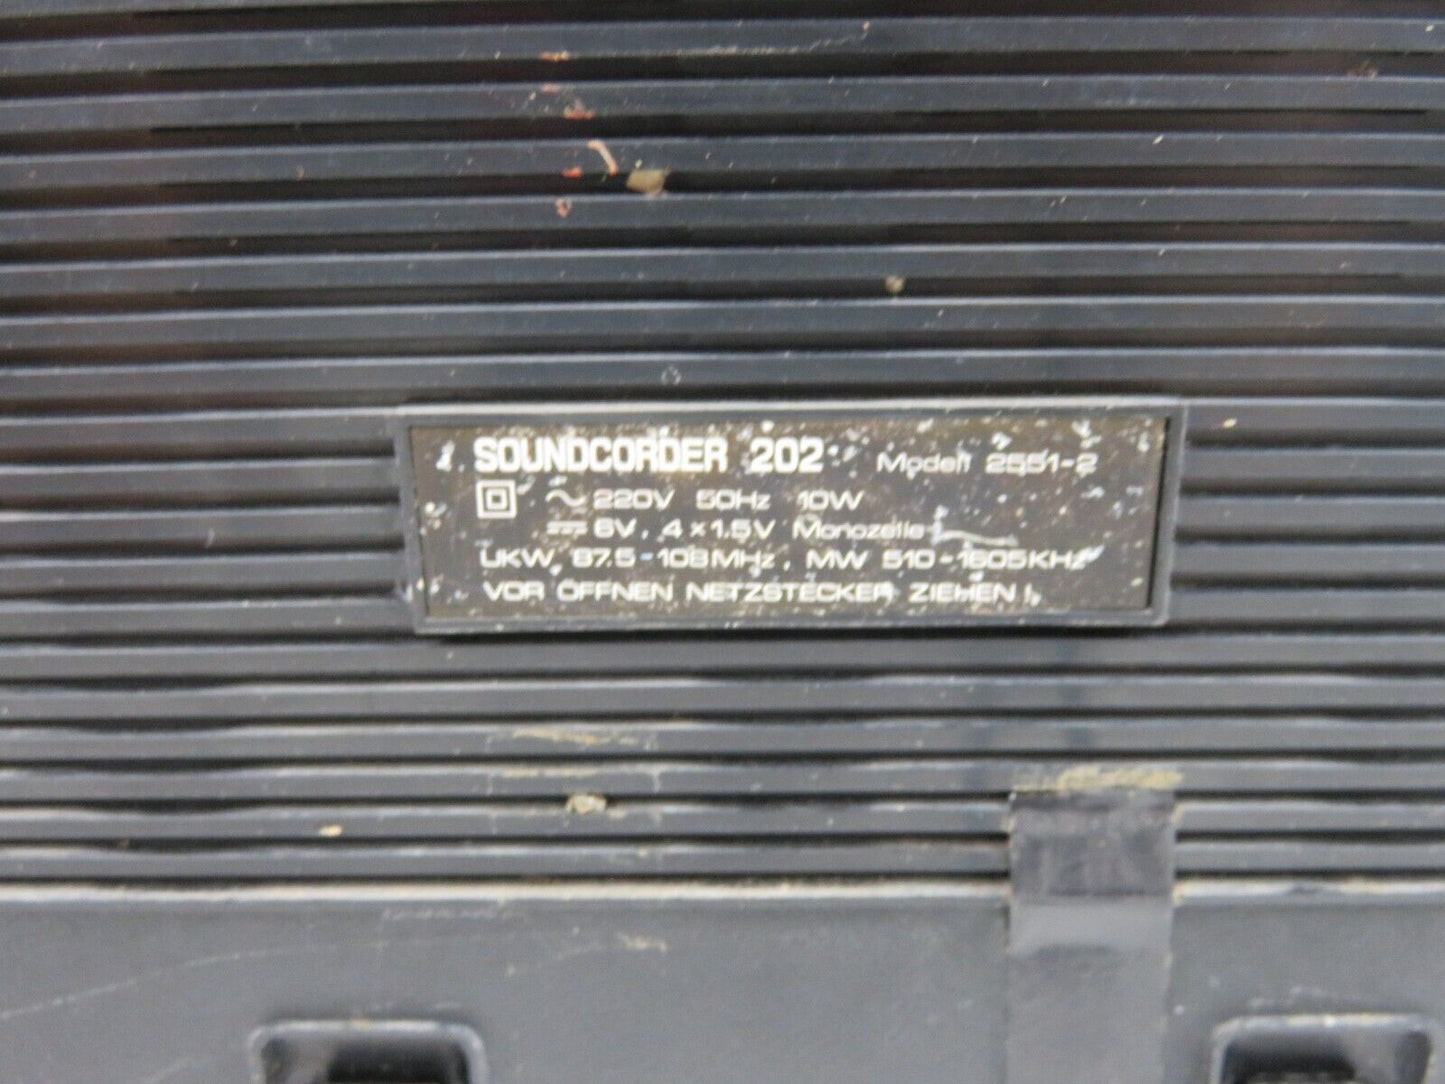 SOUNDCORDER 202 Modell 2551-2
~ 220V 50Hz 10W
⎓ 6V, 4×1.5V Monozelle
UKW 87.5-108MHz, MW 510-1605KHz
VOR ÖFFNEN NETZSTECKER ZIEHEN!